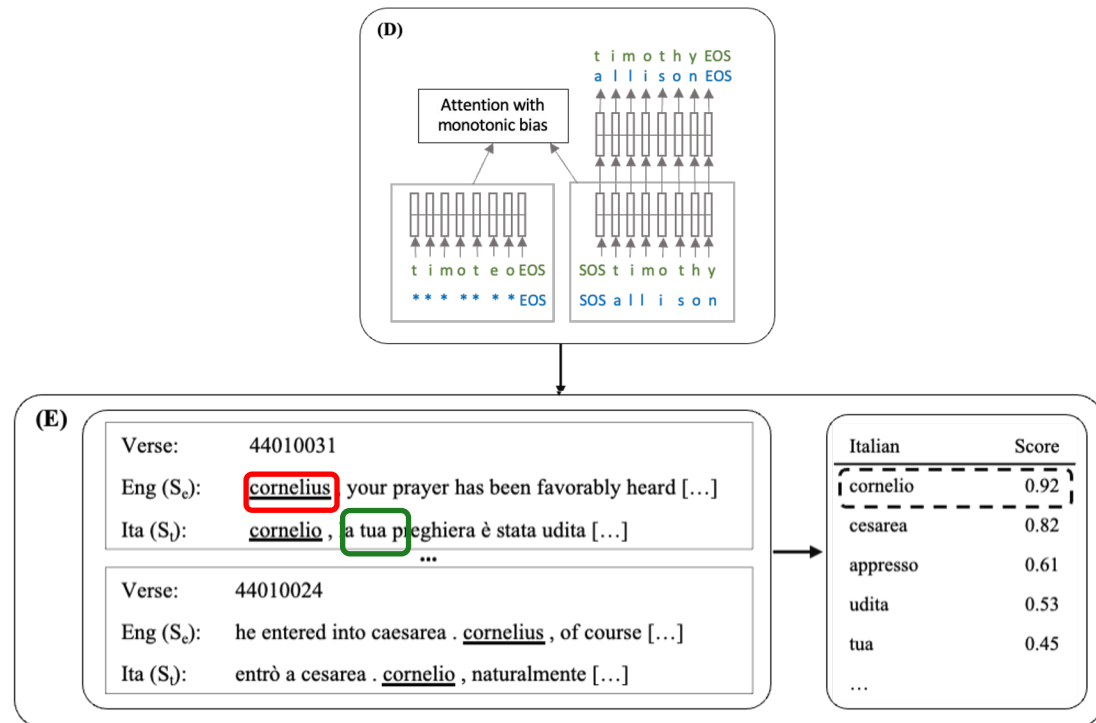 (D)
t i m o t h y EOS
a l l i s o n EOS
Attention with
monotonic bias
t i m o t e o EOS
* * * * * * * EOS
SOS t i m o t h y
SOS a l l i s o n
(E)
Verse: 44010031
Eng (Se): cornelius , your prayer has been favorably heard […]
Ita (St): cornelio , la tua preghiera è stata udita […]
...
Verse: 44010024
Eng (Se): he entered into caesarea . cornelius , of course […]
Ita (St): entrò a cesarea . cornelio , naturalmente […]
Italian Score
cornelio 0.92
cesarea 0.82
appresso 0.61
udita 0.53
tua 0.45
...